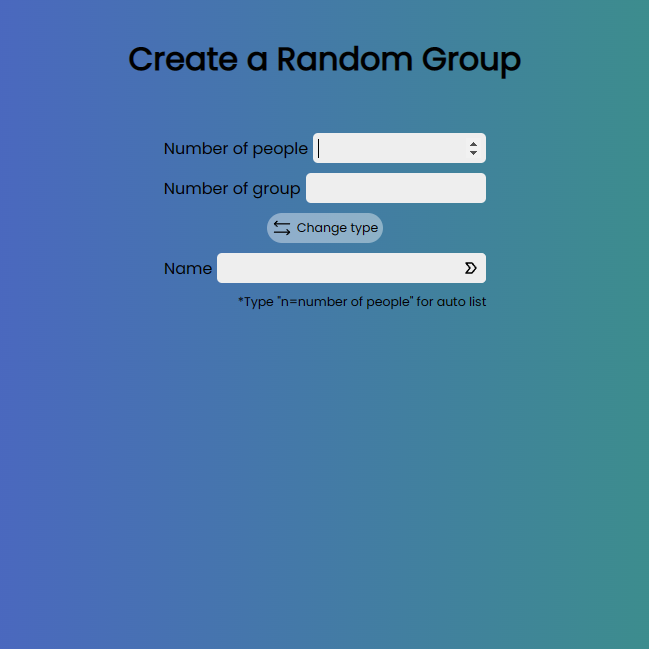 Create a Random Group
Number of people
Number of group
Change type
Name
*Type "n=number of people" for auto list